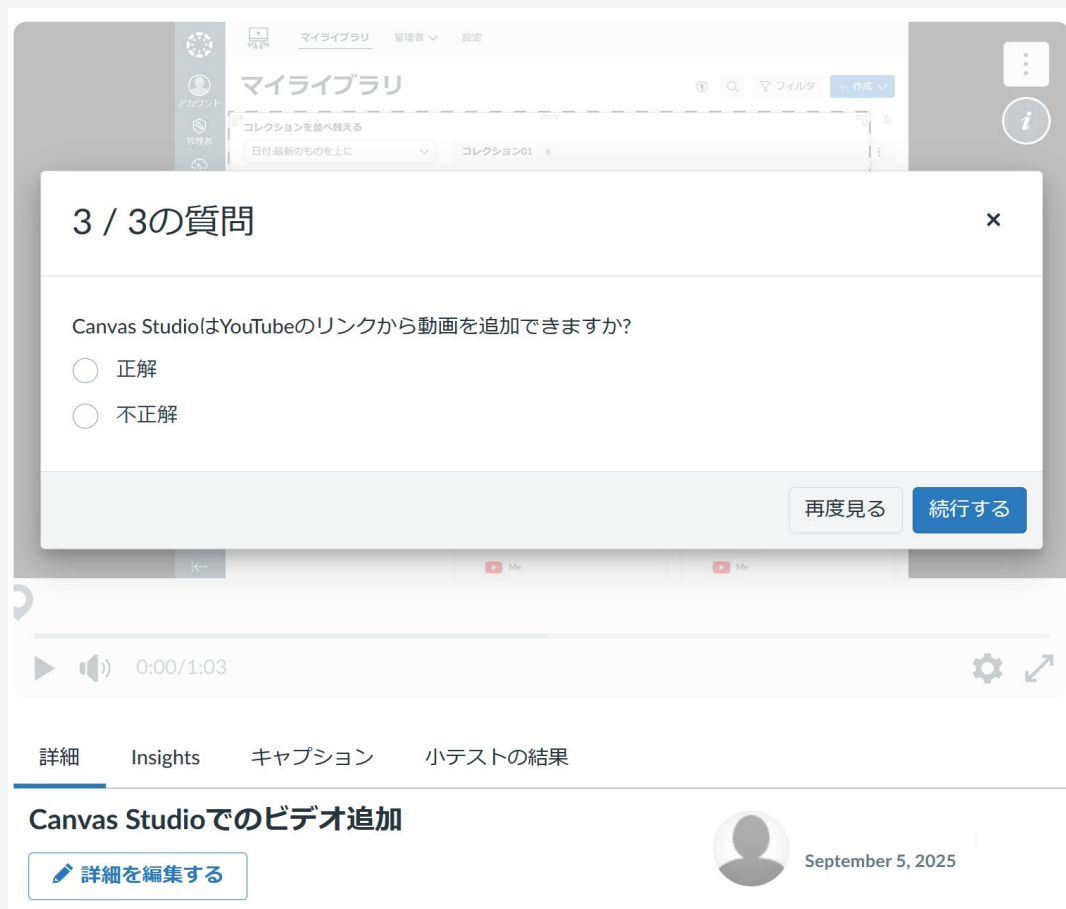 マイライブラリ 管理者 設定
マイライブラリ
フィルタ + 作成
アカウント
コレクションを並べ替える
管理者
日付:最新のものを上に コレクション01 8
3 / 3の質問
Canvas StudioはYouTubeのリンクから動画を追加できますか?
正解
不正解
再度見る 続行する
Me Me
0:00/1:03
詳細 Insights キャプション 小テストの結果
Canvas Studioでのビデオ追加
September 5, 2025
詳細を編集する